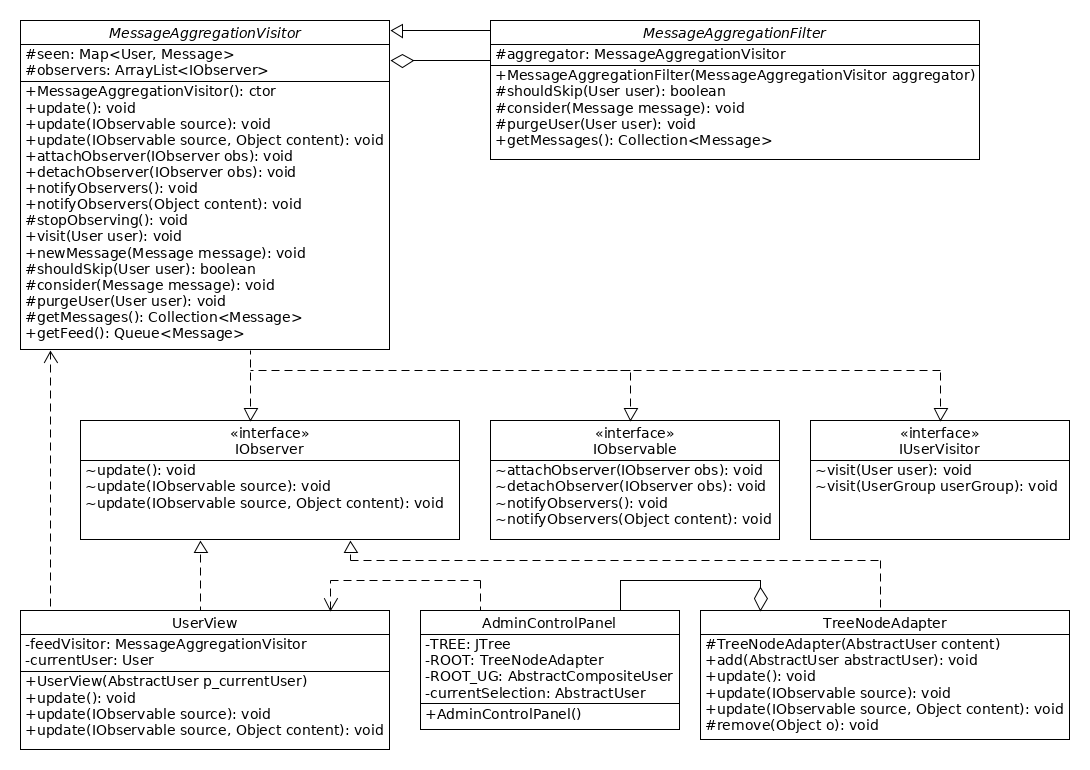 MessageAggregationVisitor
#seen: Map<User, Message>
#observers: ArrayList<IObserver>
+MessageAggregationVisitor(): ctor
+update(): void
+update(IObservable source): void
+update(IObservable source, Object content): void
+attachObserver(IObserver obs): void
+detachObserver(IObserver obs): void
+notifyObservers(): void
+notifyObservers(Object content): void
#stopObserving(): void
+visit(User user): void
+newMessage(Message message): void
#shouldSkip(User user): boolean
#consider(Message message): void
#purgeUser(User user): void
#getMessages(): Collection<Message>
+getFeed(): Queue<Message>
MessageAggregationFilter
#aggregator: MessageAggregationVisitor
+MessageAggregationFilter(MessageAggregationVisitor aggregator)
#shouldSkip(User user): boolean
#consider(Message message): void
#purgeUser(User user): void
+getMessages(): Collection<Message>
«interface»
IObserver
~update(): void
~update(IObservable source): void
~update(IObservable source, Object content): void
«interface»
IObservable
~attachObserver(IObserver obs): void
~detachObserver(IObserver obs): void
~notifyObservers(): void
~notifyObservers(Object content): void
«interface»
IUserVisitor
~visit(User user): void
~visit(UserGroup userGroup): void
UserView
-feedVisitor: MessageAggregationVisitor
-currentUser: User
+UserView(AbstractUser p_currentUser)
+update(): void
+update(IObservable source): void
+update(IObservable source, Object content): void
AdminControlPanel
-TREE: JTree
-ROOT: TreeNodeAdapter
-ROOT_UG: AbstractCompositeUser
-currentSelection: AbstractUser
+AdminControlPanel()
TreeNodeAdapter
#TreeNodeAdapter(AbstractUser content)
+add(AbstractUser abstractUser): void
+update(): void
+update(IObservable source): void
+update(IObservable source, Object content): void
#remove(Object o): void